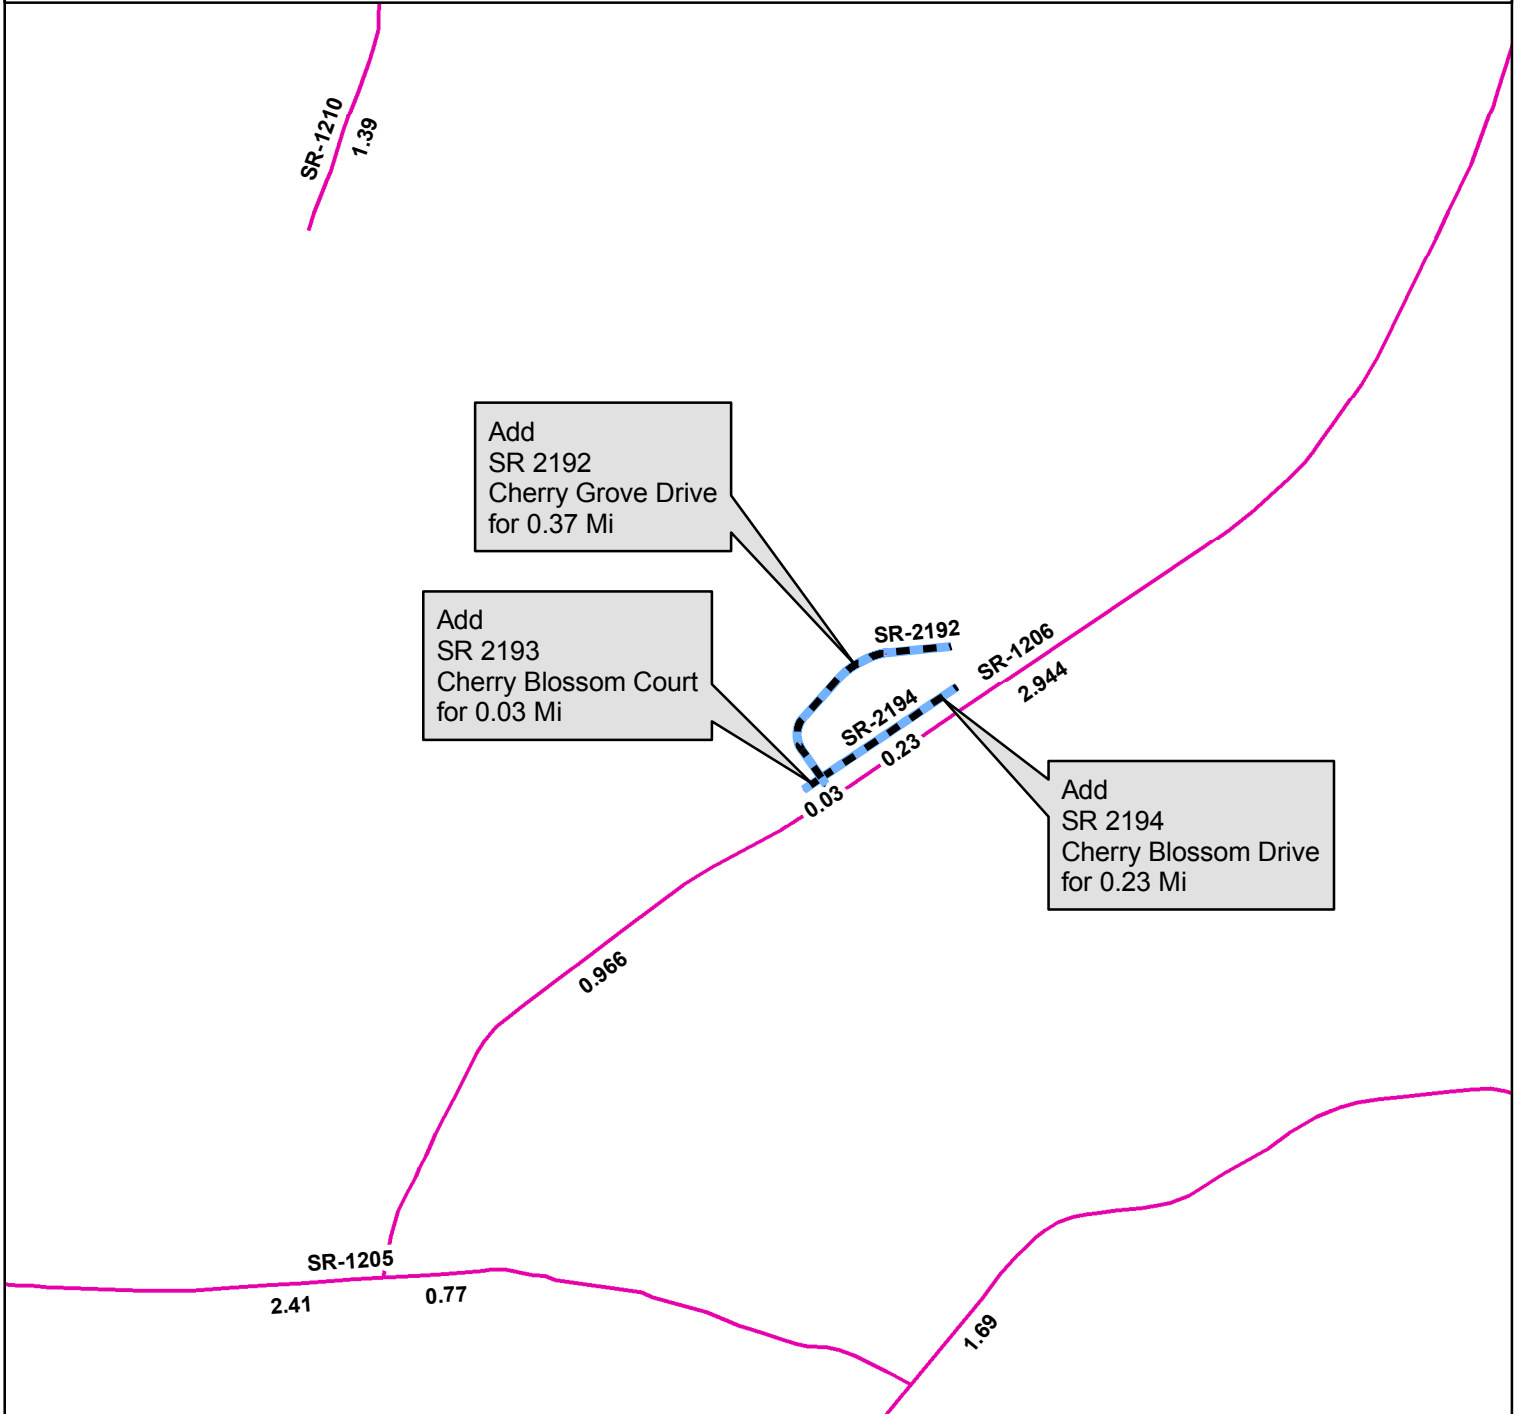 SR-1210
1.39
Add
SR 2192
Cherry Grove Drive
for 0.37 Mi
Add
SR 2193
Cherry Blossom Court
for 0.03 Mi
SR-2192
SR-1206
2.944
SR-2194
0.23
0.03
Add
SR 2194
Cherry Blossom Drive
for 0.23 Mi
0.966
SR-1205
2.41
0.77
1.69